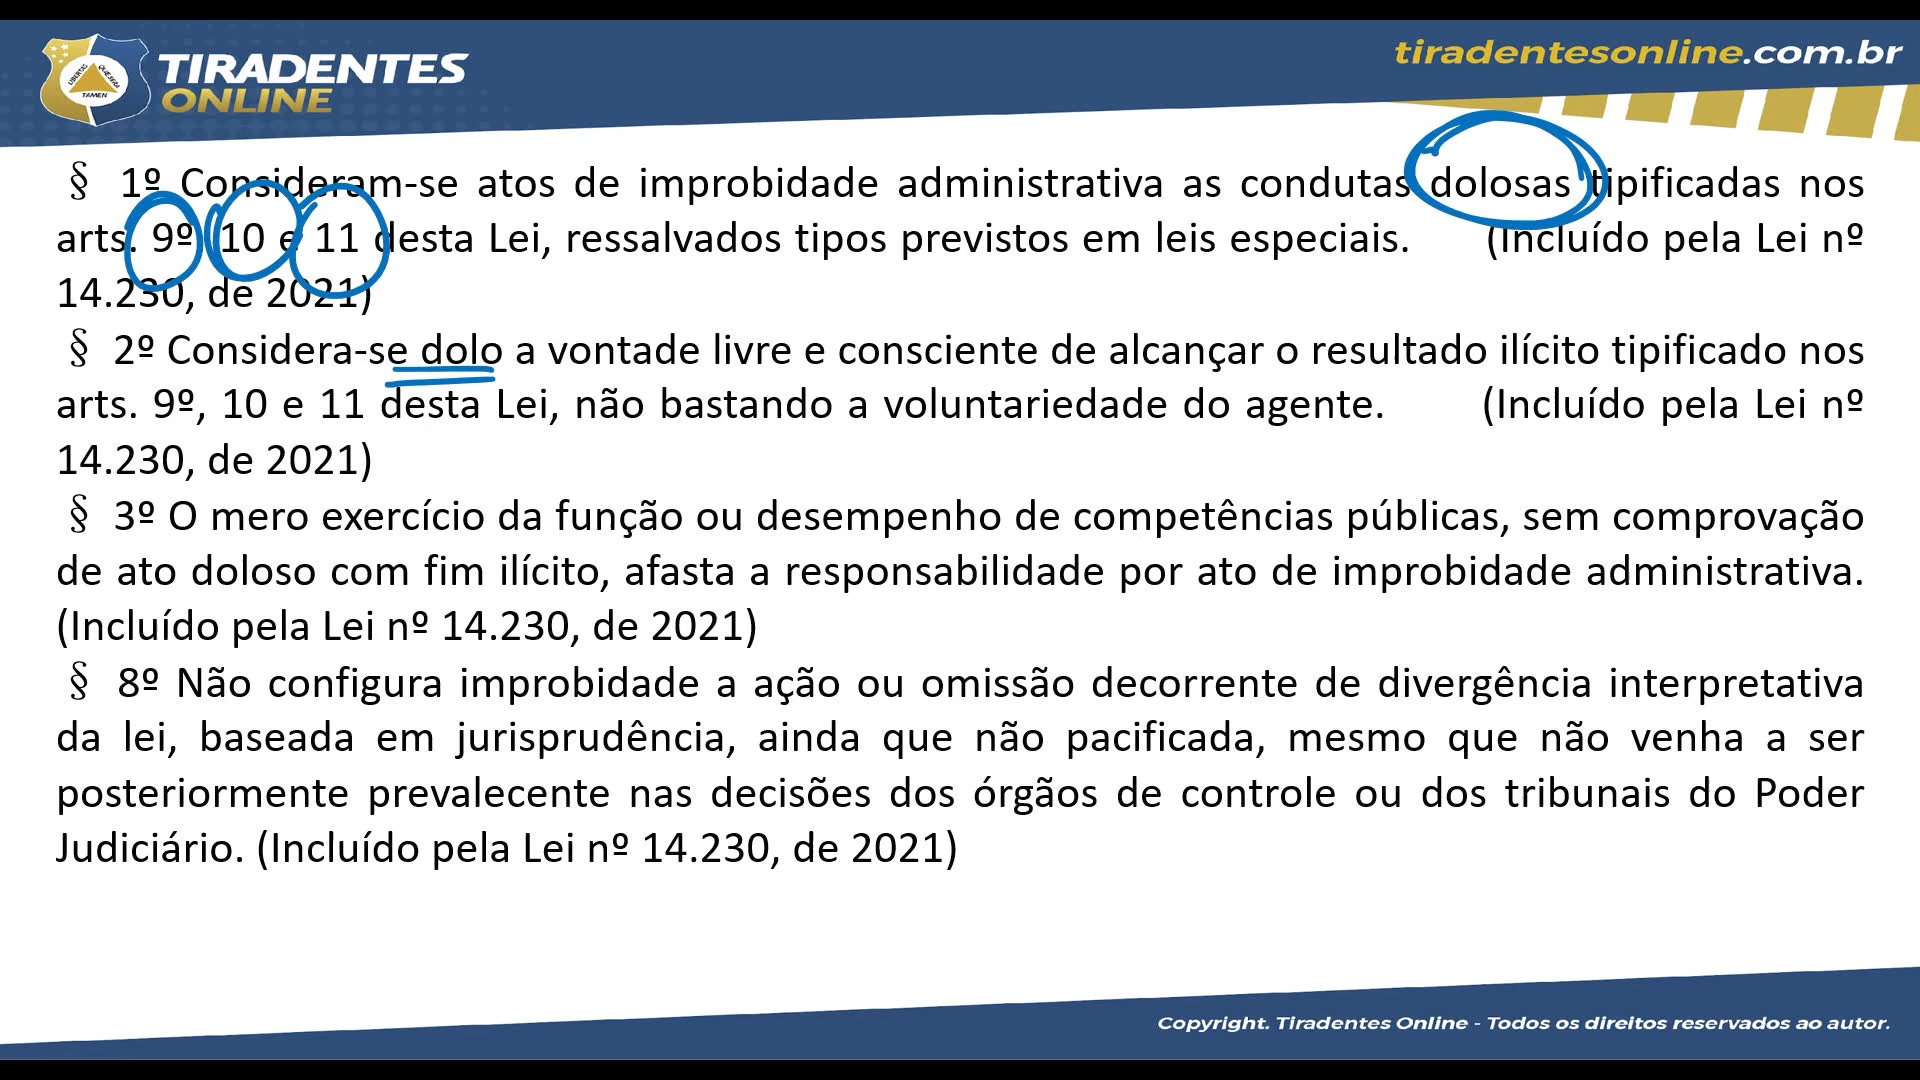 TIRADENTES
ONLINE
LIBERTAS QUAE SERA
TAMEN
tiradentesonline.com.br
§ 1º Consideram-se atos de improbidade administrativa as condutas dolosas tipificadas nos
arts. 9º, 10 e 11 desta Lei, ressalvados tipos previstos em leis especiais. (Incluído pela Lei nº
14.230, de 2021)
§ 2º Considera-se dolo a vontade livre e consciente de alcançar o resultado ilícito tipificado nos
arts. 9º, 10 e 11 desta Lei, não bastando a voluntariedade do agente. (Incluído pela Lei nº
14.230, de 2021)
§ 3º O mero exercício da função ou desempenho de competências públicas, sem comprovação
de ato doloso com fim ilícito, afasta a responsabilidade por ato de improbidade administrativa.
(Incluído pela Lei nº 14.230, de 2021)
§ 8º Não configura improbidade a ação ou omissão decorrente de divergência interpretativa
da lei, baseada em jurisprudência, ainda que não pacificada, mesmo que não venha a ser
posteriormente prevalecente nas decisões dos órgãos de controle ou dos tribunais do Poder
Judiciário. (Incluído pela Lei nº 14.230, de 2021)
Copyright. Tiradentes Online - Todos os direitos reservados ao autor.